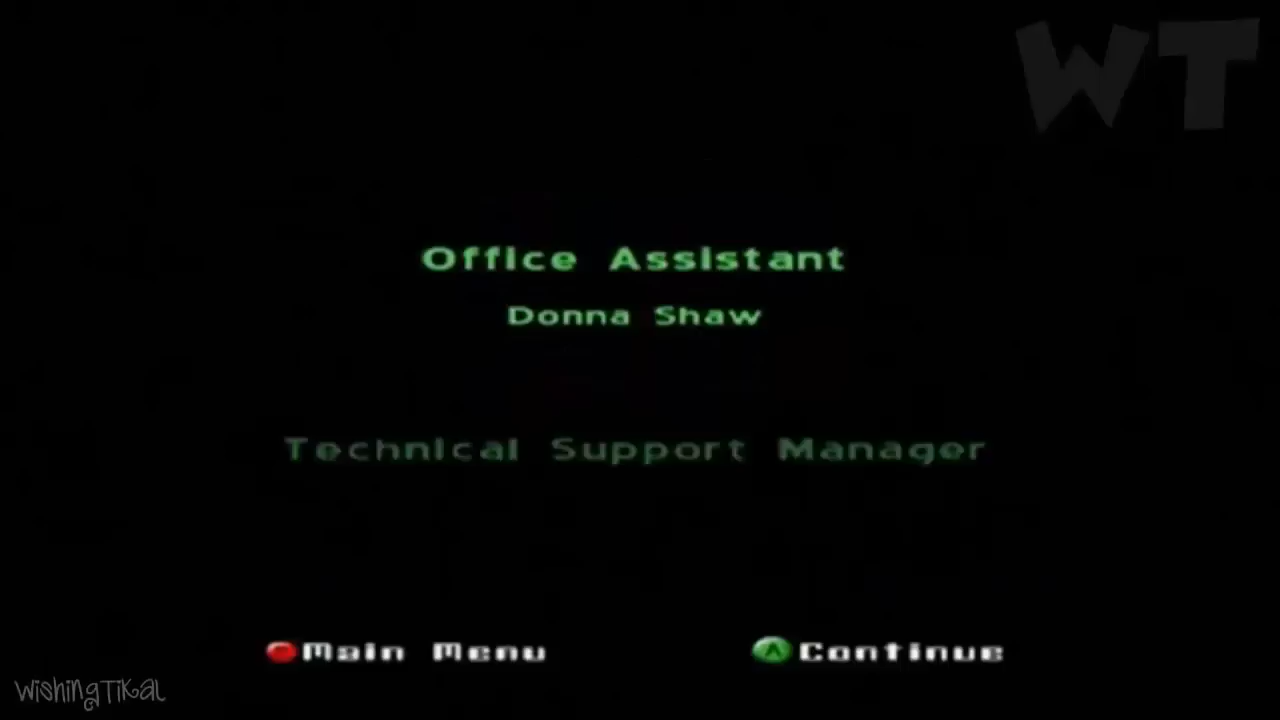 WT
Office Assistant
Donna Shaw
Technical Support Manager
Main Menu
A Continue
WishingTikal